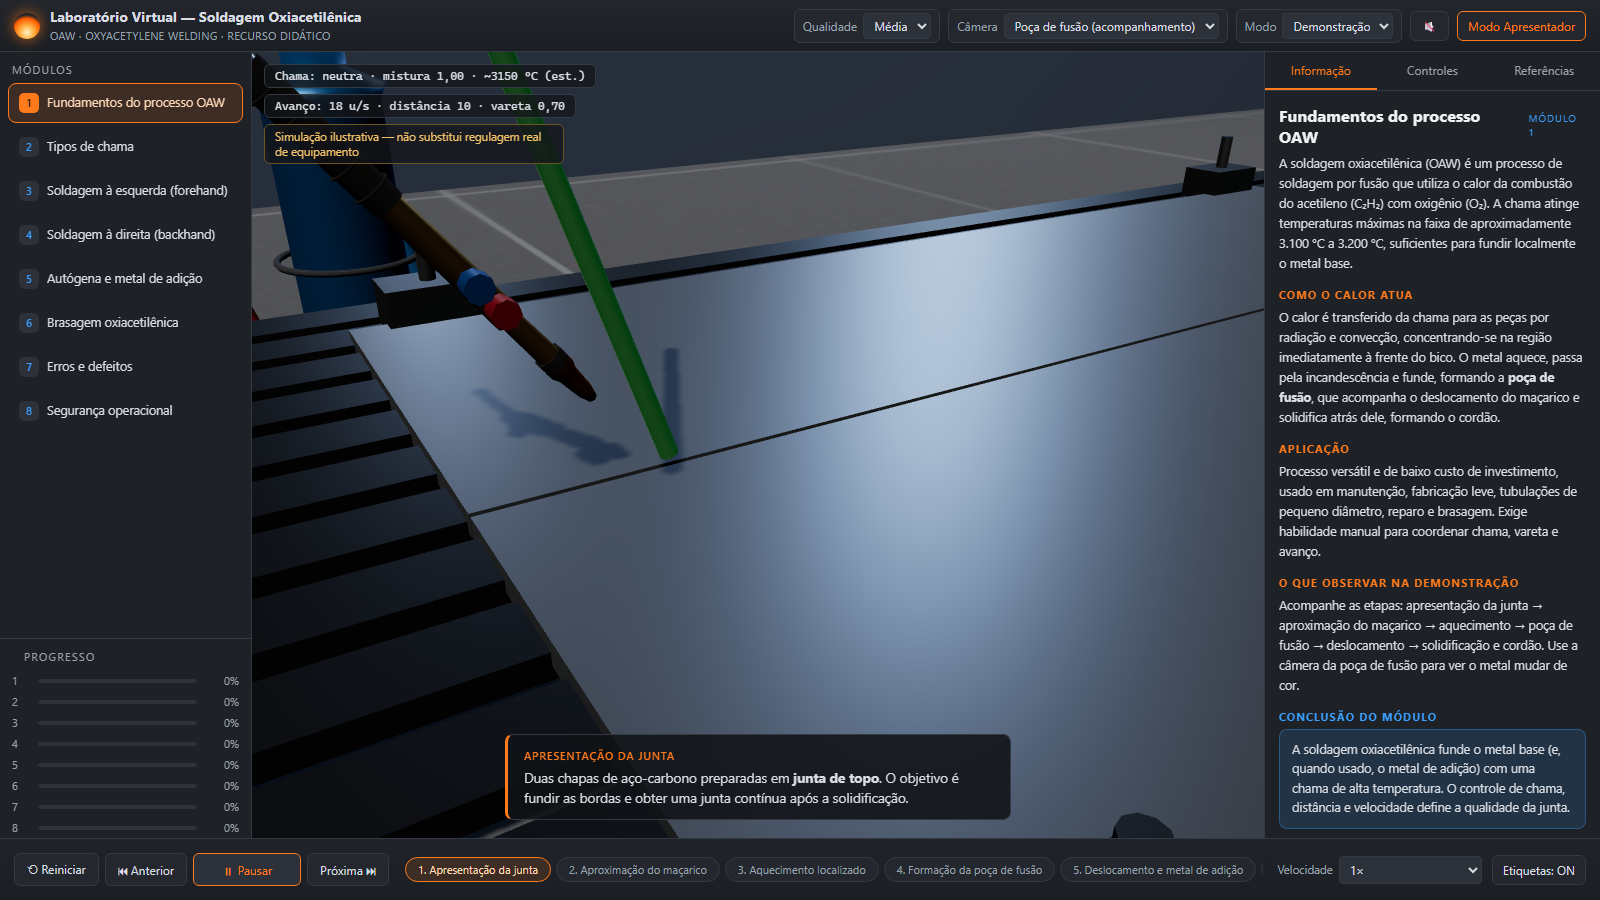 Laboratório Virtual — Soldagem Oxiacetilênica
OAW · OXYACETYLENE WELDING · RECURSO DIDÁTICO
Qualidade
Média
Câmera
Poça de fusão (acompanhamento)
Modo
Demonstração
Modo Apresentador
MÓDULOS
1 Fundamentos do processo OAW
2 Tipos de chama
3 Soldagem à esquerda (forehand)
4 Soldagem à direita (backhand)
5 Autógena e metal de adição
6 Brasagem oxiacetilênica
7 Erros e defeitos
8 Segurança operacional
PROGRESSO
1 0%
2 0%
3 0%
4 0%
5 0%
6 0%
7 0%
8 0%
Chama: neutra · mistura 1,00 · ~3150 °C (est.)
Avanço: 18 u/s · distância 10 · vareta 0,70
Simulação ilustrativa — não substitui regulagem real
de equipamento
APRESENTAÇÃO DA JUNTA
Duas chapas de aço-carbono preparadas em junta de topo. O objetivo é
fundir as bordas e obter uma junta contínua após a solidificação.
Informação
Controles
Referências
Fundamentos do processo
OAW
MÓDULO
1
A soldagem oxiacetilênica (OAW) é um processo de
soldagem por fusão que utiliza o calor da combustão
do acetileno (C₂H₂) com oxigênio (O₂). A chama atinge
temperaturas máximas na faixa de aproximadamente
3.100 °C a 3.200 °C, suficientes para fundir localmente
o metal base.
COMO O CALOR ATUA
O calor é transferido da chama para as peças por
radiação e convecção, concentrando-se na região
imediatamente à frente do bico. O metal aquece, passa
pela incandescência e funde, formando a poça de
fusão, que acompanha o deslocamento do maçarico e
solidifica atrás dele, formando o cordão.
APLICAÇÃO
Processo versátil e de baixo custo de investimento,
usado em manutenção, fabricação leve, tubulações de
pequeno diâmetro, reparo e brasagem. Exige
habilidade manual para coordenar chama, vareta e
avanço.
O QUE OBSERVAR NA DEMONSTRAÇÃO
Acompanhe as etapas: apresentação da junta →
aproximação do maçarico → aquecimento → poça de
fusão → deslocamento → solidificação e cordão. Use a
câmera da poça de fusão para ver o metal mudar de
cor.
CONCLUSÃO DO MÓDULO
A soldagem oxiacetilênica funde o metal base (e,
quando usado, o metal de adição) com uma
chama de alta temperatura. O controle de chama,
distância e velocidade define a qualidade da junta.
⟲ Reiniciar
⏮ Anterior
⏸ Pausar
Próxima ⏭
1. Apresentação da junta
2. Aproximação do maçarico
3. Aquecimento localizado
4. Formação da poça de fusão
5. Deslocamento e metal de adição
Velocidade
1×
Etiquetas: ON